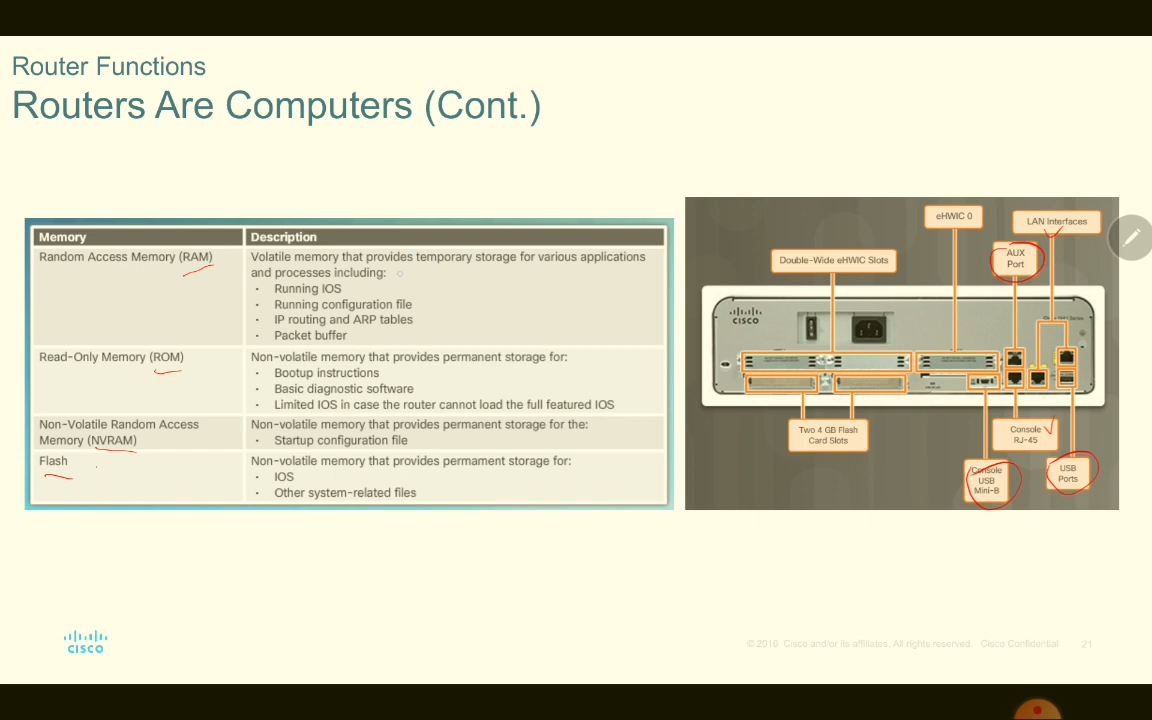 Router Functions
Routers Are Computers (Cont.)
Memory
Description
Random Access Memory (RAM)
Volatile memory that provides temporary storage for various applications
and processes including:
· Running IOS
· Running configuration file
· IP routing and ARP tables
· Packet buffer
Read-Only Memory (ROM)
Non-volatile memory that provides permanent storage for:
· Bootup instructions
· Basic diagnostic software
· Limited IOS in case the router cannot load the full featured IOS
Non-Volatile Random Access
Memory (NVRAM)
Non-volatile memory that provides permanent storage for the:
· Startup configuration file
Flash
Non-volatile memory that provides permament storage for:
· IOS
· Other system-related files
eHWIC 0
LAN Interfaces
AUX
Port
Double-Wide eHWIC Slots
CISCO
Two 4 GB Flash
Card Slots
Console
RJ-45
Console
USB
Mini-B
USB
Ports
CISCO
© 2016 Cisco and/or its affiliates. All rights reserved. Cisco Confidential
21